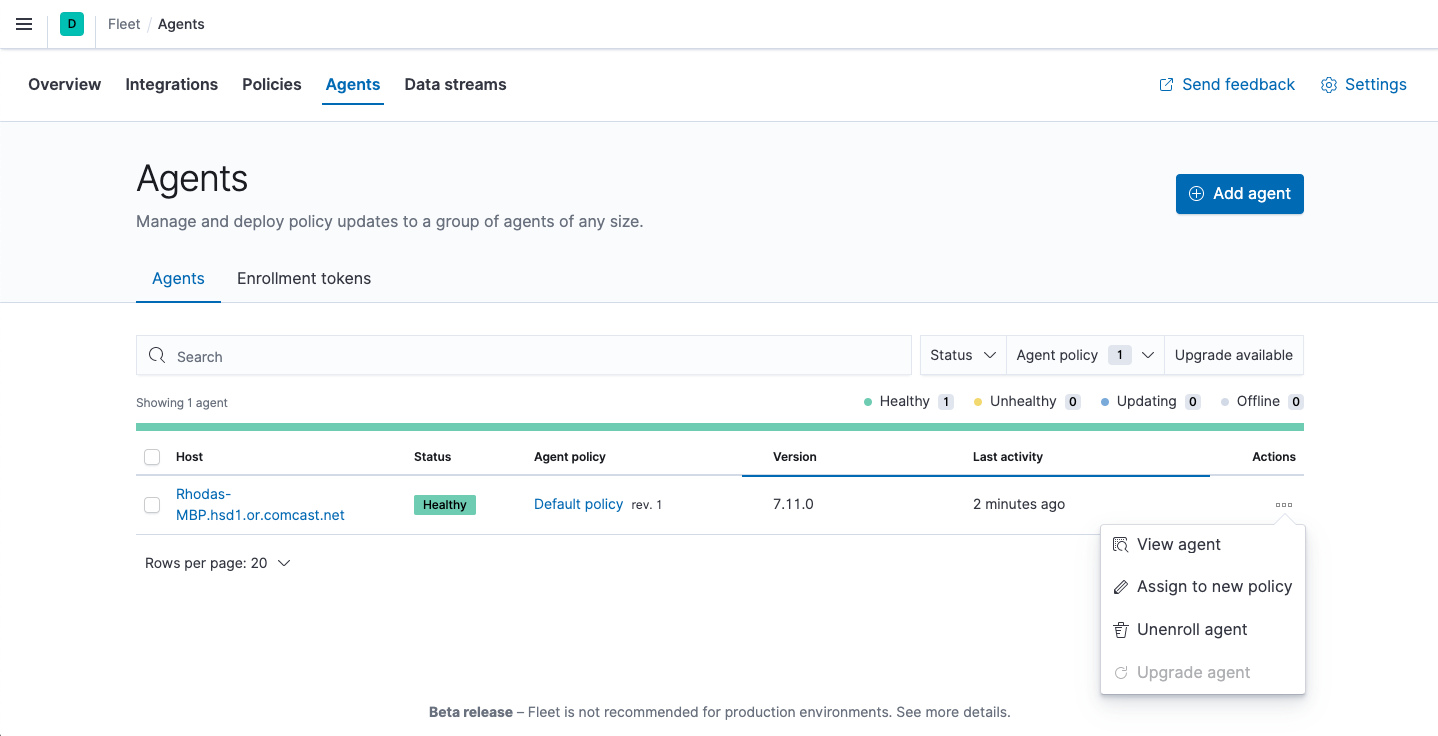 D Fleet / Agents
Overview Integrations Policies Agents Data streams Send feedback Settings
Agents
Add agent
Manage and deploy policy updates to a group of agents of any size.
Agents Enrollment tokens
Search Status Agent policy 1 Upgrade available
Showing 1 agent Healthy 1 Unhealthy 0 Updating 0 Offline 0
Host Status Agent policy Version Last activity Actions
Rhodas-
MBP.hsd1.or.comcast.net Healthy Default policy rev. 1 7.11.0 2 minutes ago
View agent
Rows per page: 20
Assign to new policy
Unenroll agent
Upgrade agent
Beta release – Fleet is not recommended for production environments. See more details.